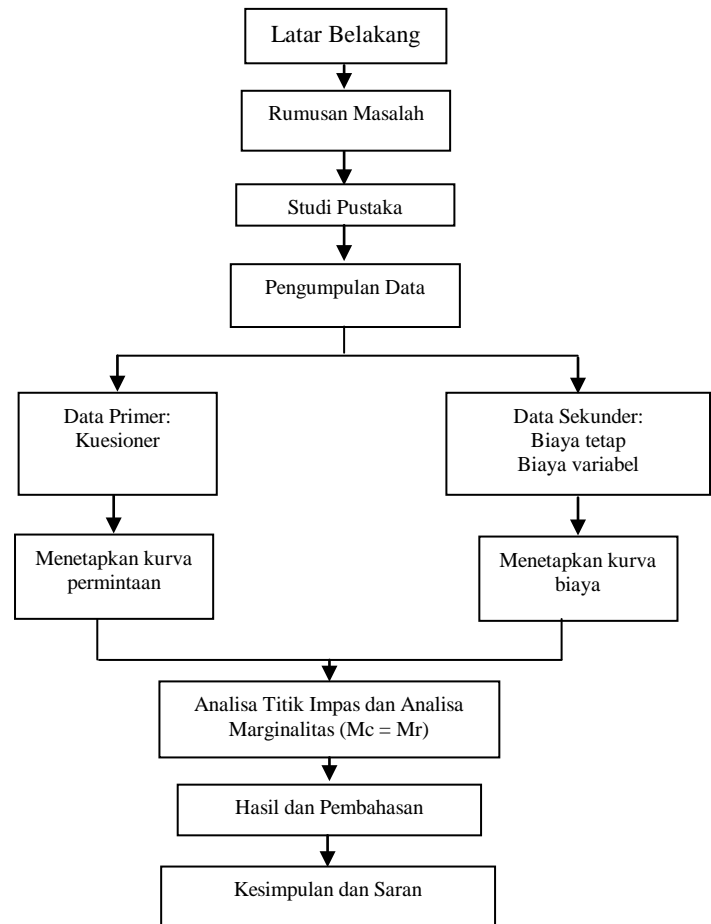 Latar Belakang
Rumusan Masalah
Studi Pustaka
Pengumpulan Data
Data Primer:
Kuesioner
Data Sekunder:
Biaya tetap
Biaya variabel
Menetapkan kurva
permintaan
Menetapkan kurva
biaya
Analisa Titik Impas dan Analisa
Marginalitas (Mc = Mr)
Hasil dan Pembahasan
Kesimpulan dan Saran